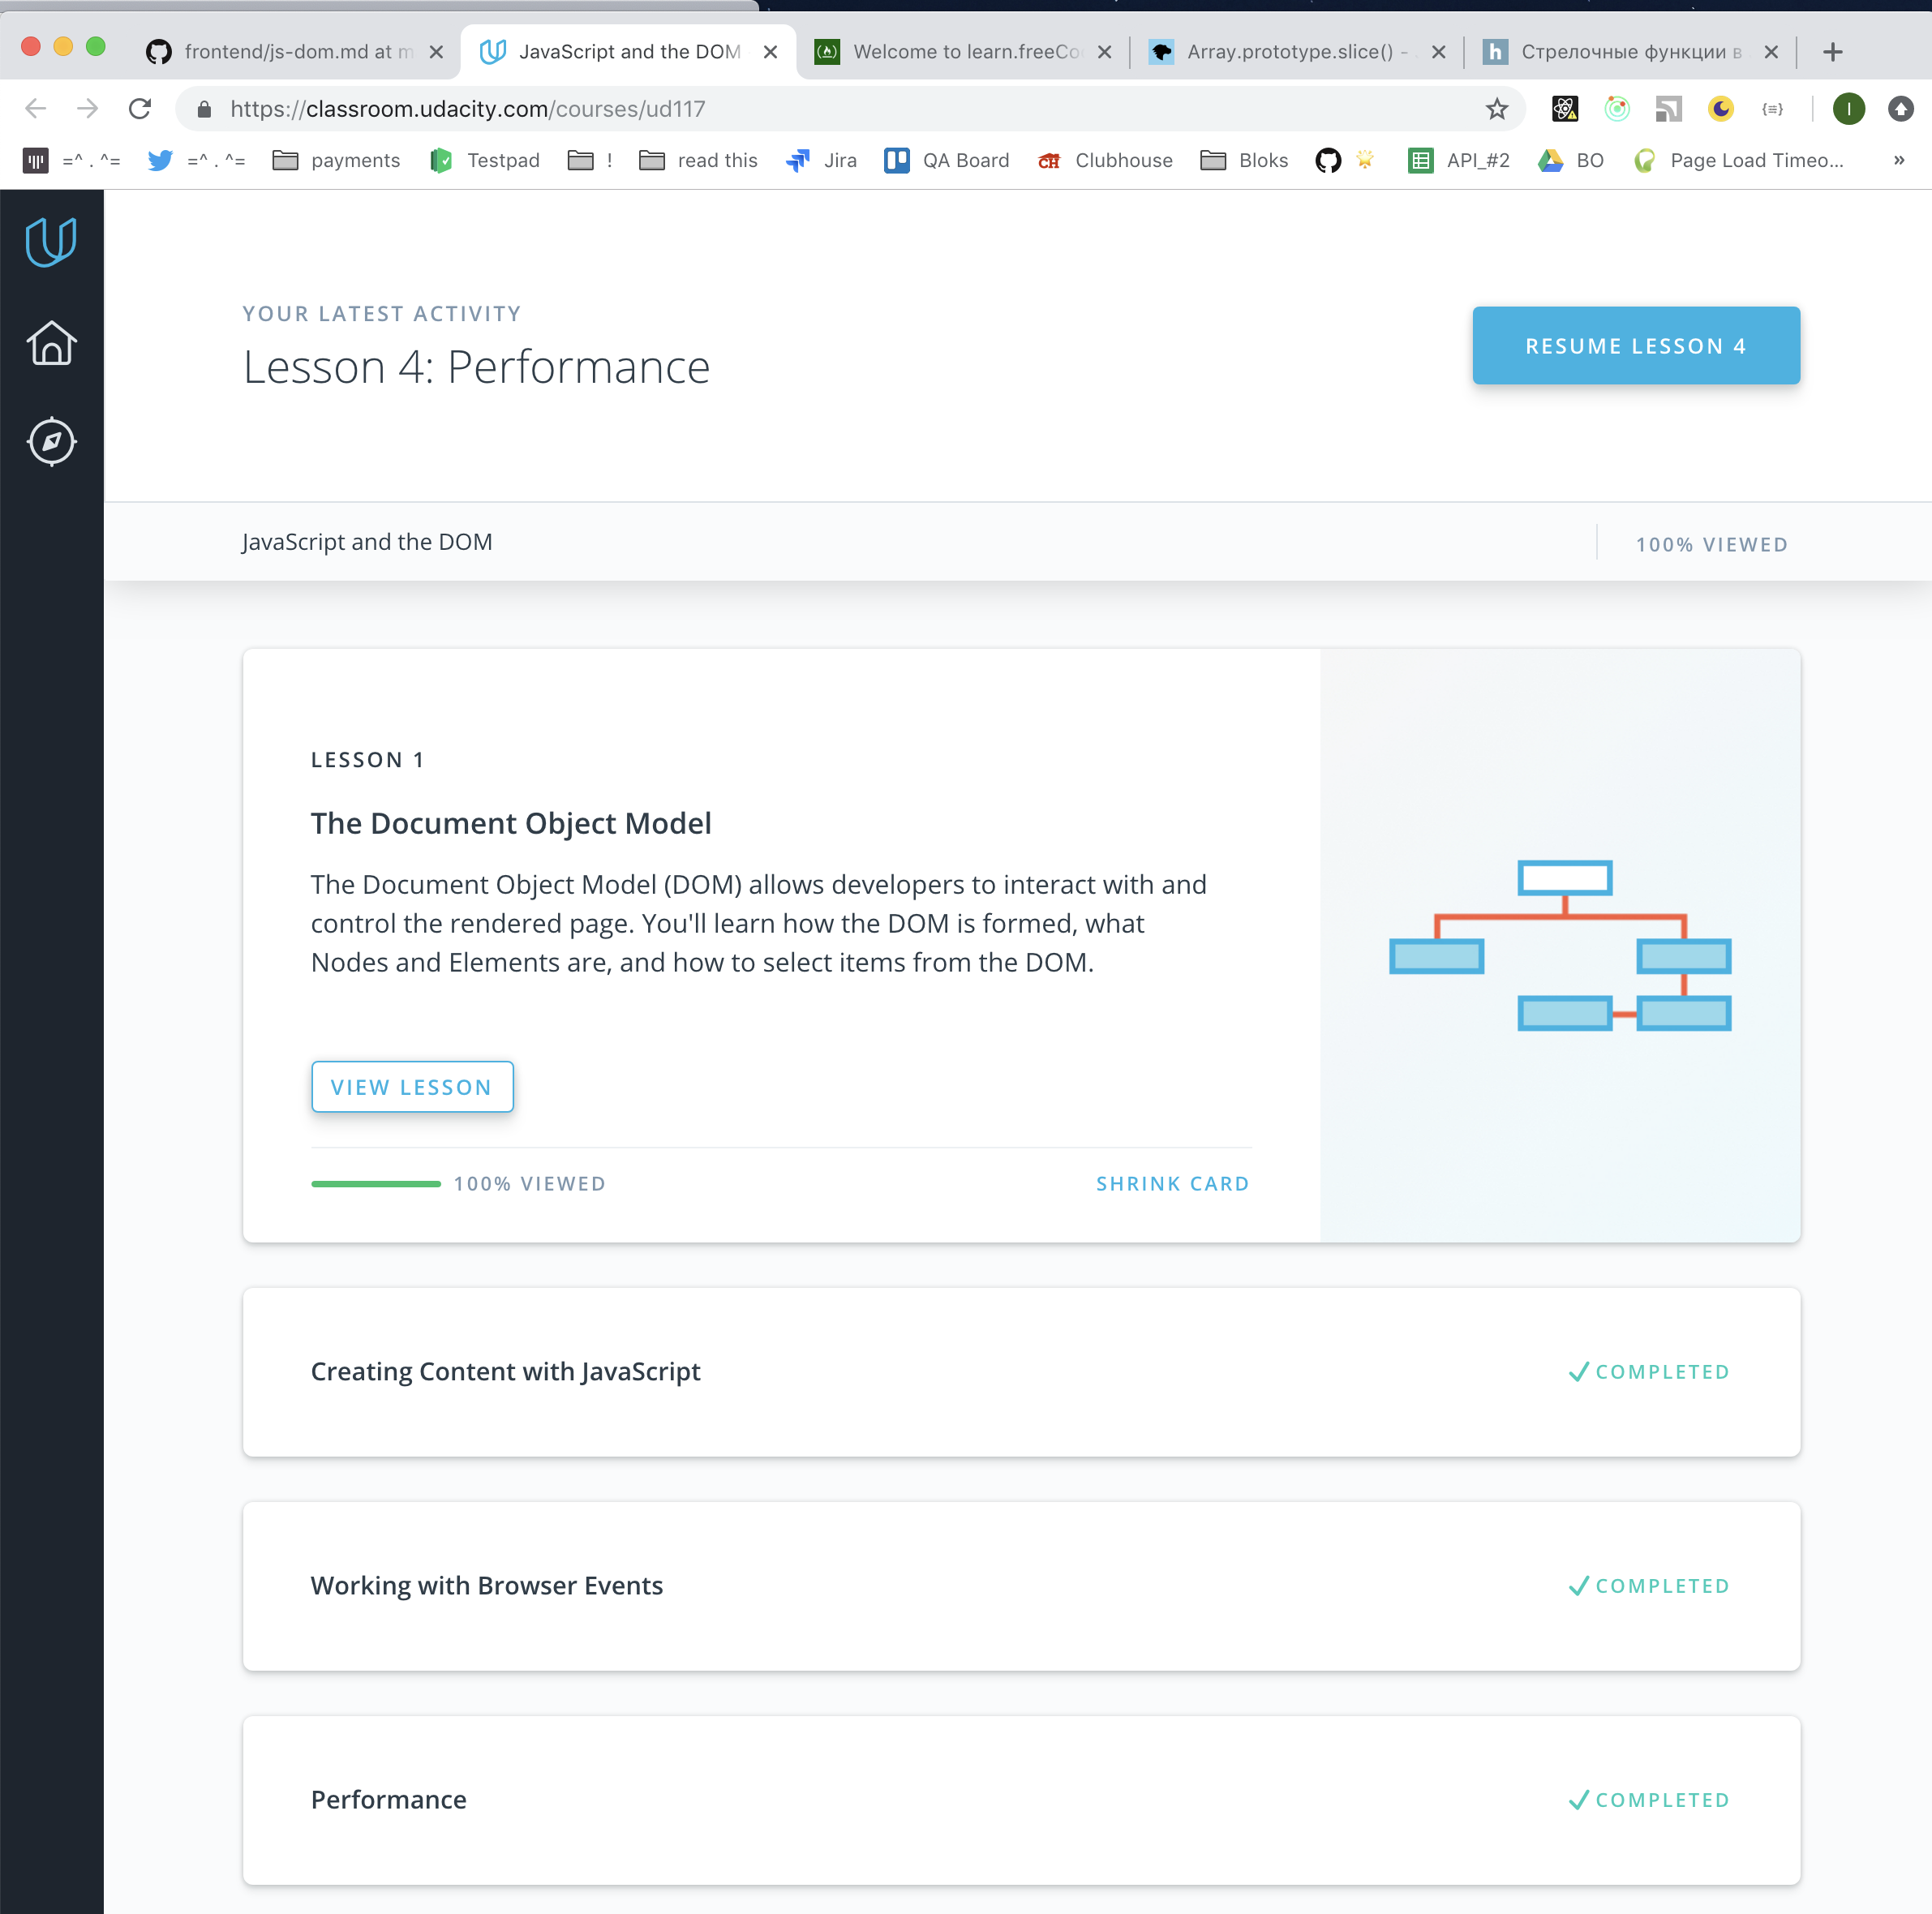 frontend/js-dom.md at m
JavaScript and the DOM
Welcome to learn.freeCo
Array.prototype.slice() -
Стрелочные функции в
https://classroom.udacity.com/courses/ud117
=^ . ^=
=^ . ^=
payments
Testpad
!
read this
Jira
QA Board
Clubhouse
Bloks
API_#2
BO
Page Load Timeo...
»
YOUR LATEST ACTIVITY
Lesson 4: Performance
RESUME LESSON 4
JavaScript and the DOM
100% VIEWED
LESSON 1
The Document Object Model
The Document Object Model (DOM) allows developers to interact with and
control the rendered page. You'll learn how the DOM is formed, what
Nodes and Elements are, and how to select items from the DOM.
VIEW LESSON
100% VIEWED
SHRINK CARD
Creating Content with JavaScript
COMPLETED
Working with Browser Events
COMPLETED
Performance
COMPLETED